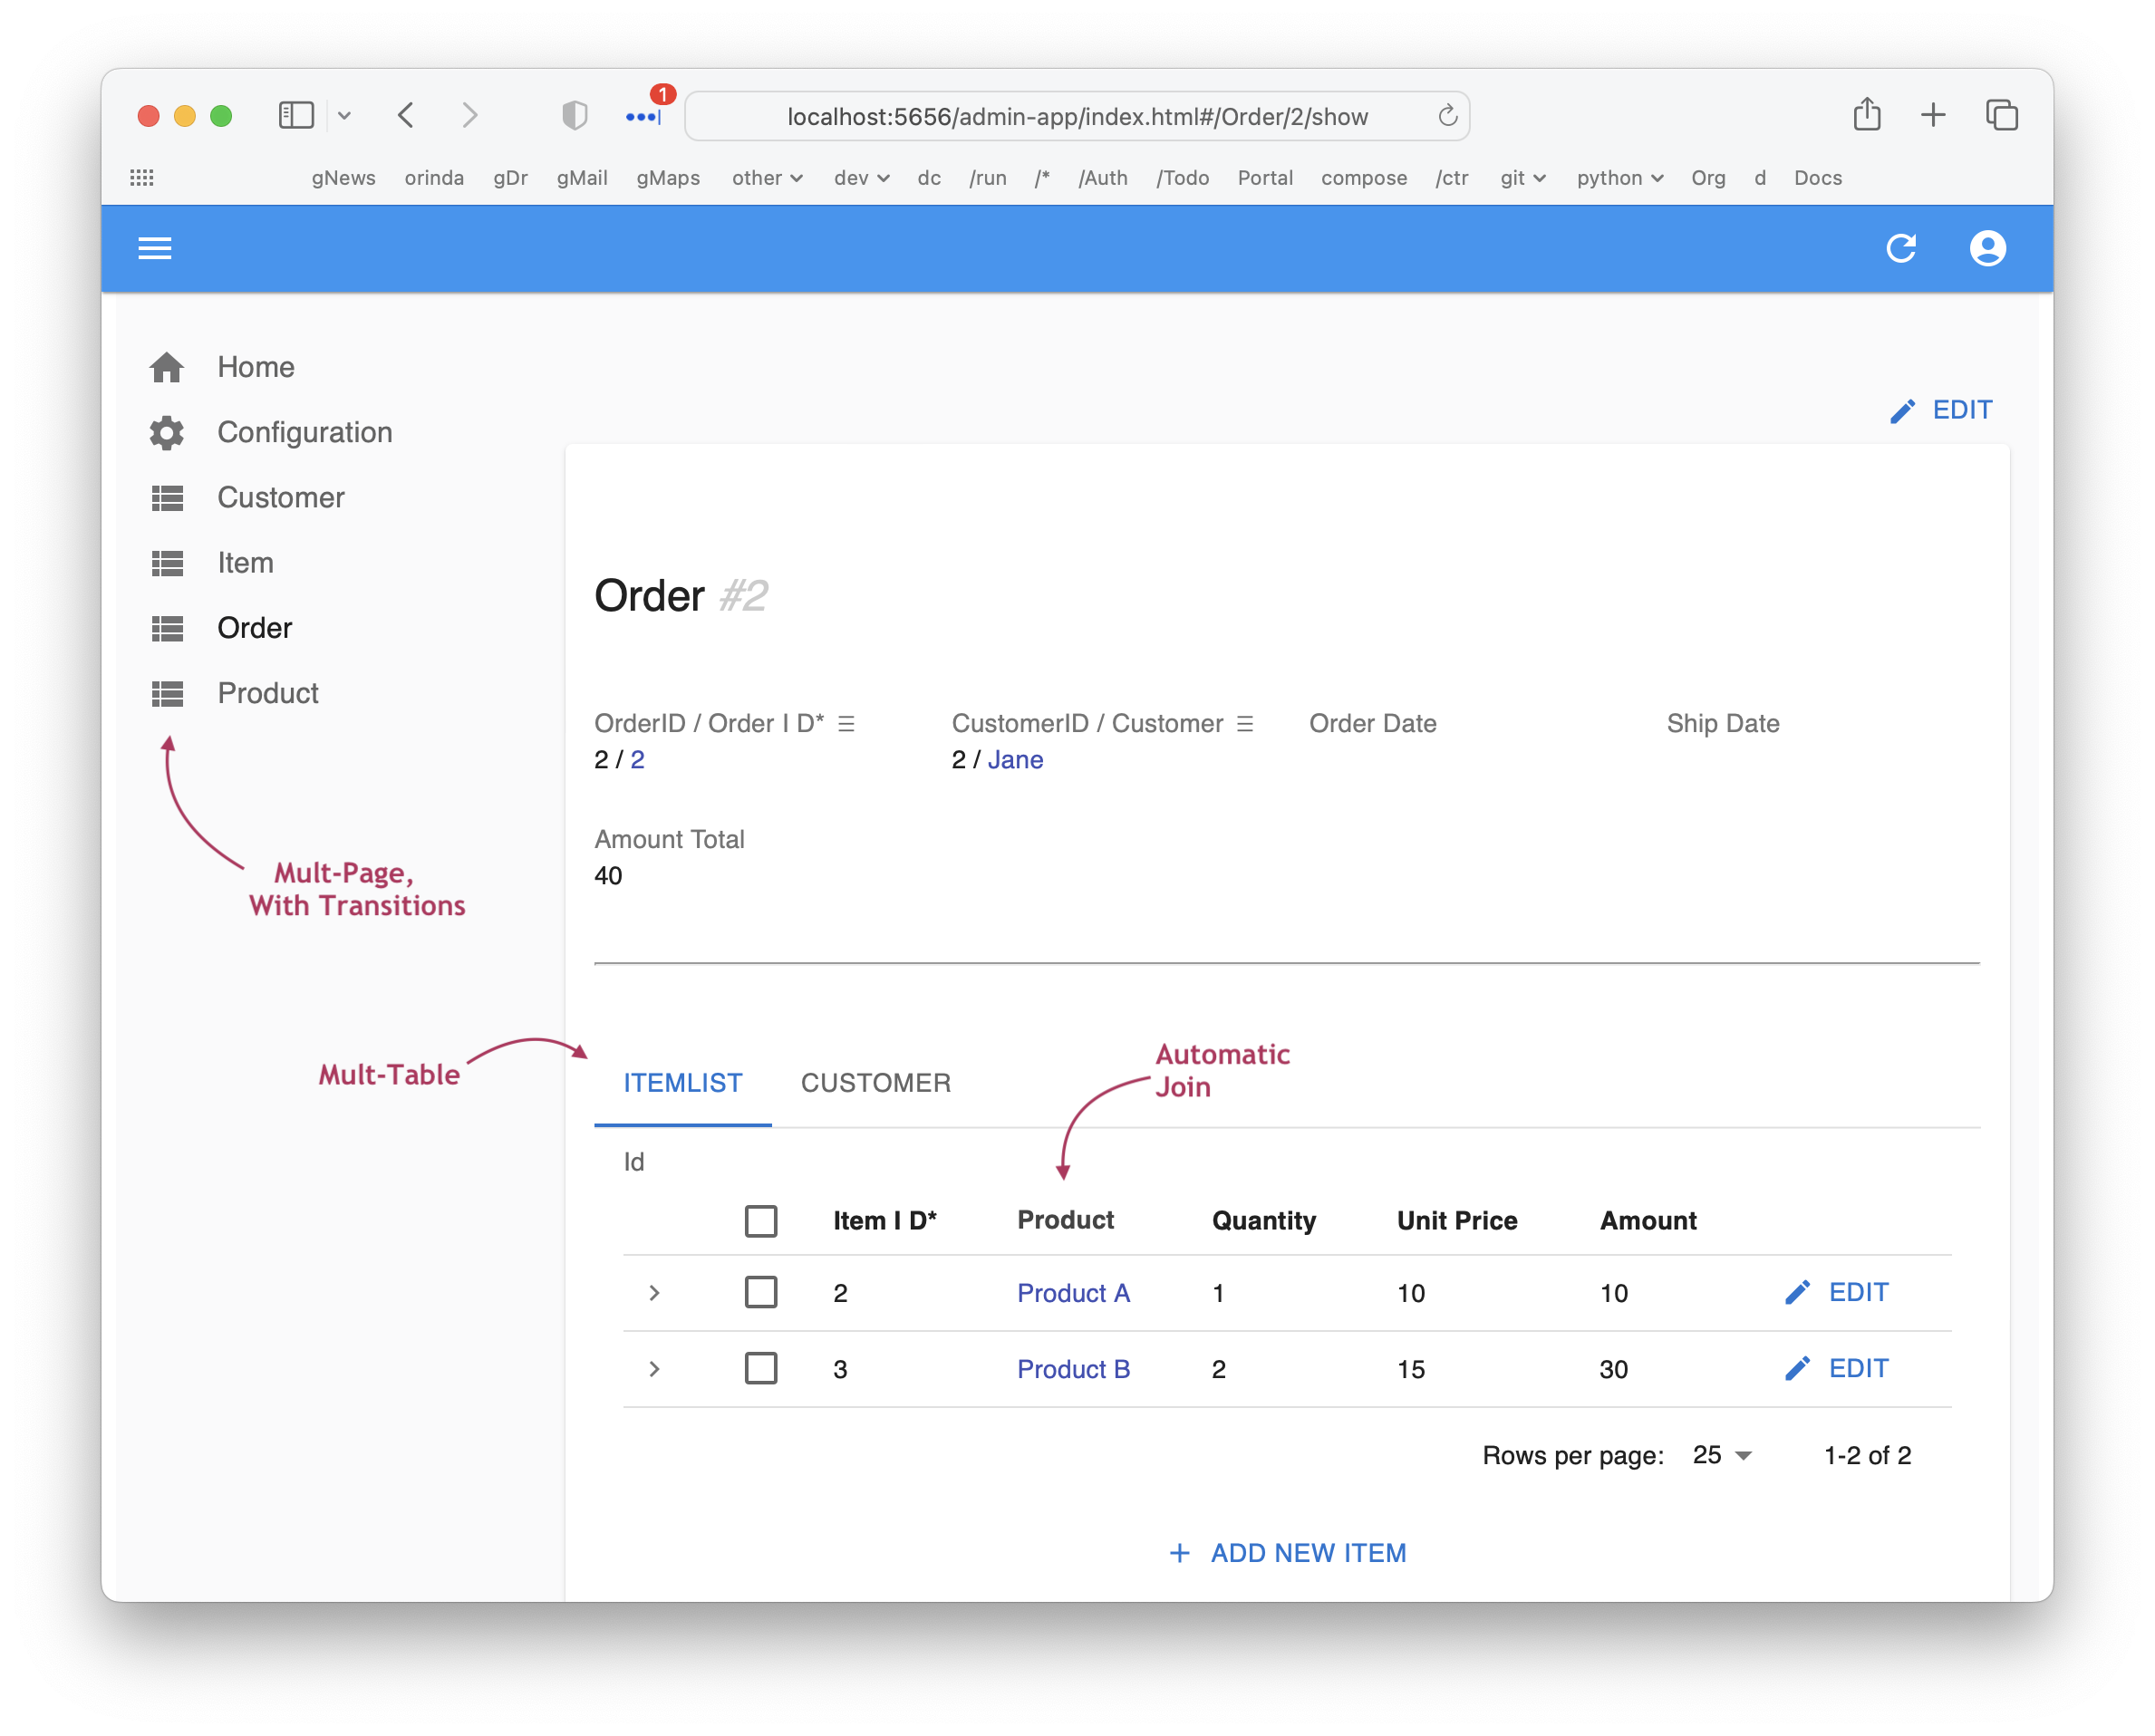 1
localhost:5656/admin-app/index.html#/Order/2/show
gNews orinda gDr gMail gMaps other dev dc /run /* /Auth /Todo Portal compose /ctr git python Org d Docs
Home
Configuration
Customer
Item
Order
Product
Mult-Page,
With Transitions
EDIT
Order #2
OrderID / Order I D* CustomerID / Customer Order Date Ship Date
2 / 2 2 / Jane
Amount Total
40
Mult-Table
Automatic
Join
ITEMLIST CUSTOMER
Id
Item I D* Product Quantity Unit Price Amount
2 Product A 1 10 10 EDIT
3 Product B 2 15 30 EDIT
Rows per page: 25 1-2 of 2
+ ADD NEW ITEM